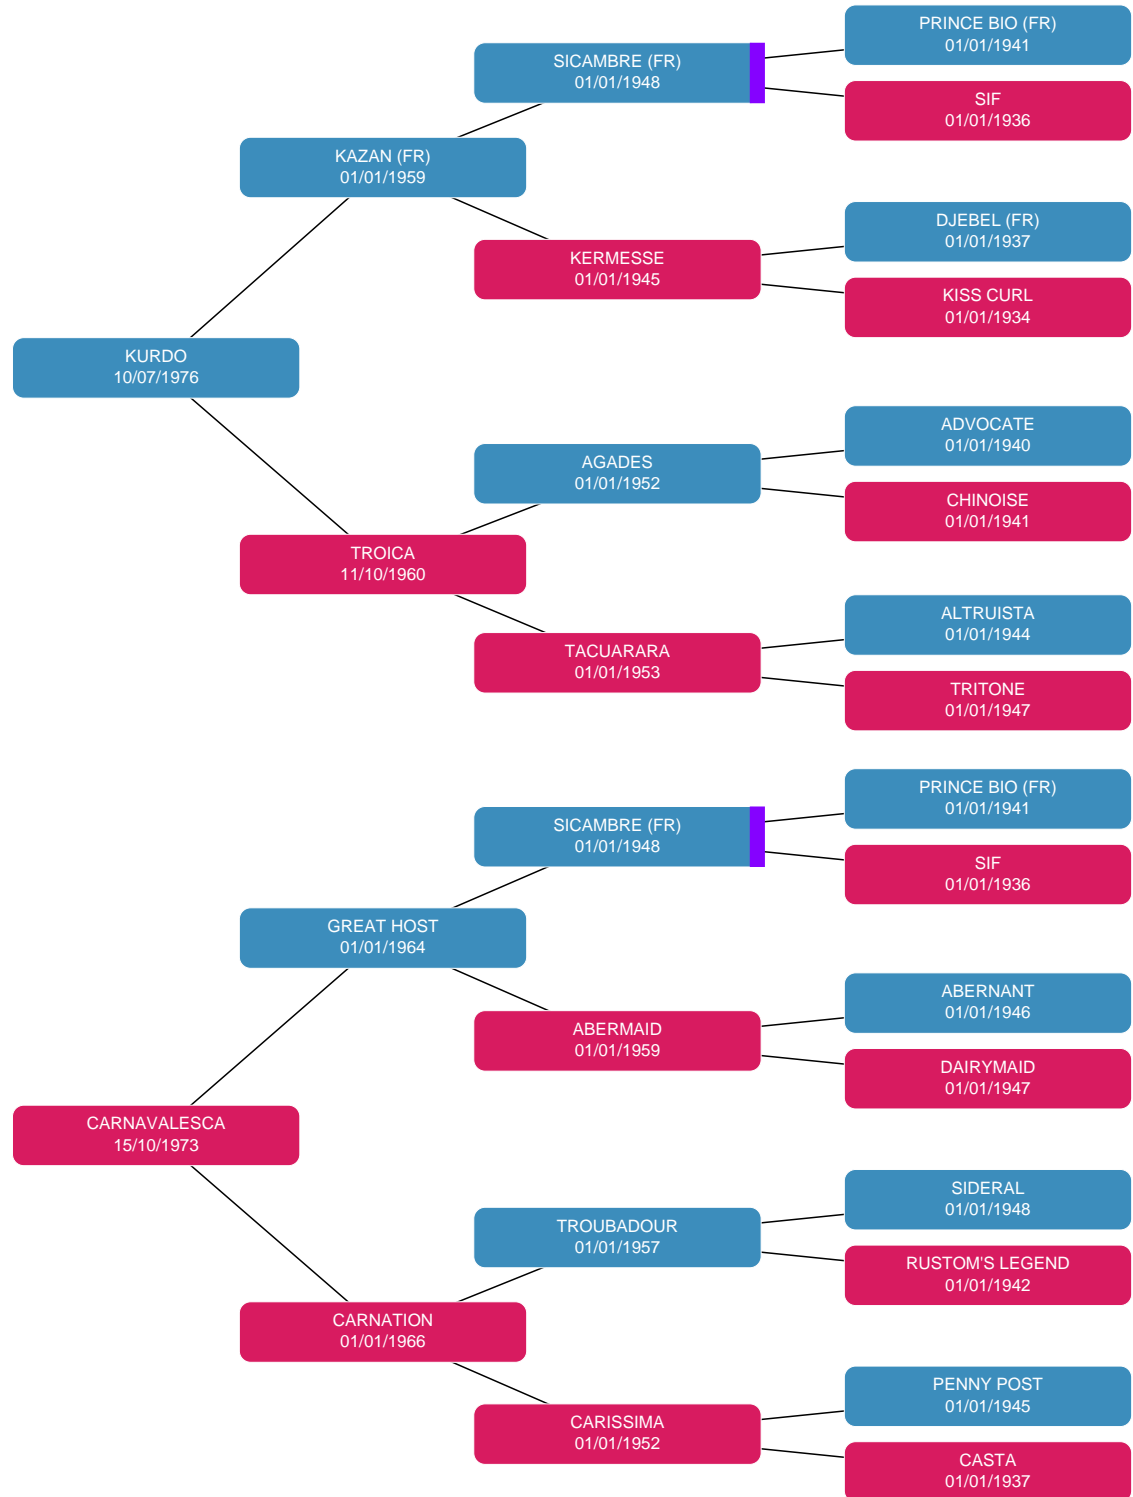 PRINCE BIO (FR)
01/01/1941
SICAMBRE (FR)
01/01/1948
SIF
01/01/1936
KAZAN (FR)
01/01/1959
DJEBEL (FR)
01/01/1937
KERMESSE
01/01/1945
KISS CURL
01/01/1934
KURDO
10/07/1976
ADVOCATE
01/01/1940
AGADES
01/01/1952
CHINOISE
01/01/1941
TROICA
11/10/1960
ALTRUISTA
01/01/1944
TACUARARA
01/01/1953
TRITONE
01/01/1947
PRINCE BIO (FR)
01/01/1941
SICAMBRE (FR)
01/01/1948
SIF
01/01/1936
GREAT HOST
01/01/1964
ABERNANT
01/01/1946
ABERMAID
01/01/1959
DAIRYMAID
01/01/1947
CARNAVALESCA
15/10/1973
SIDERAL
01/01/1948
TROUBADOUR
01/01/1957
RUSTOM'S LEGEND
01/01/1942
CARNATION
01/01/1966
PENNY POST
01/01/1945
CARISSIMA
01/01/1952
CASTA
01/01/1937